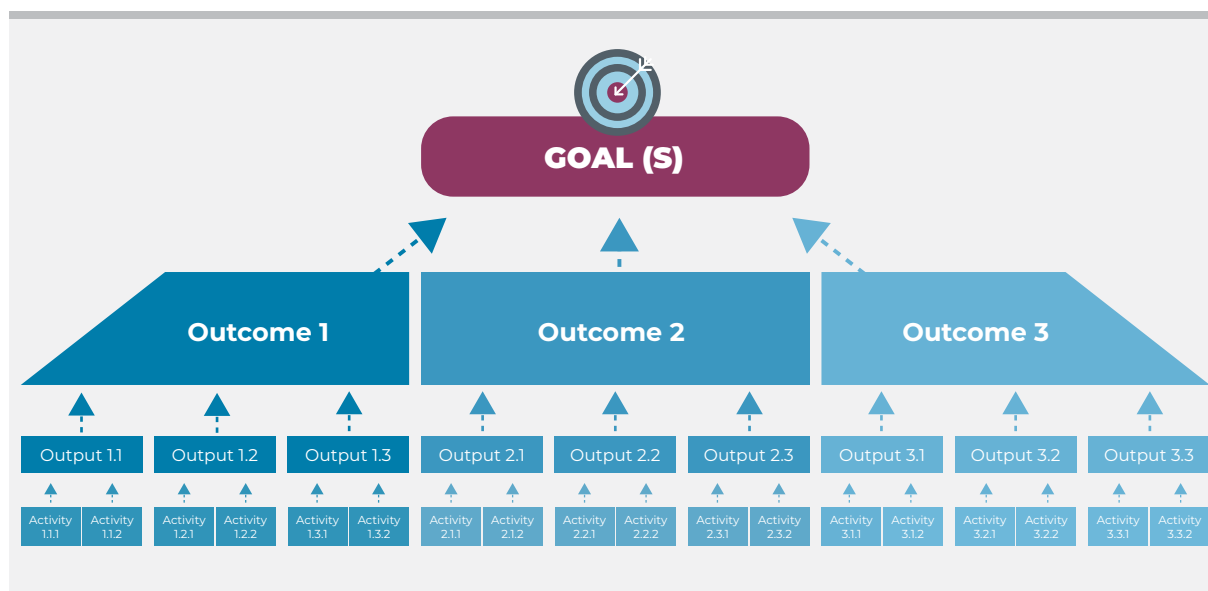 GOAL (S)
Outcome 1
Outcome 2
Outcome 3
Output 1.1
Output 1.2
Output 1.3
Output 2.1
Output 2.2
Output 2.3
Output 3.1
Output 3.2
Output 3.3
Activity
1.1.1
Activity
1.1.2
Activity
1.2.1
Activity
1.2.2
Activity
1.3.1
Activity
1.3.2
Activity
2.1.1
Activity
2.1.2
Activity
2.2.1
Activity
2.2.2
Activity
2.3.1
Activity
2.3.2
Activity
3.1.1
Activity
3.1.2
Activity
3.2.1
Activity
3.2.2
Activity
3.3.1
Activity
3.3.2